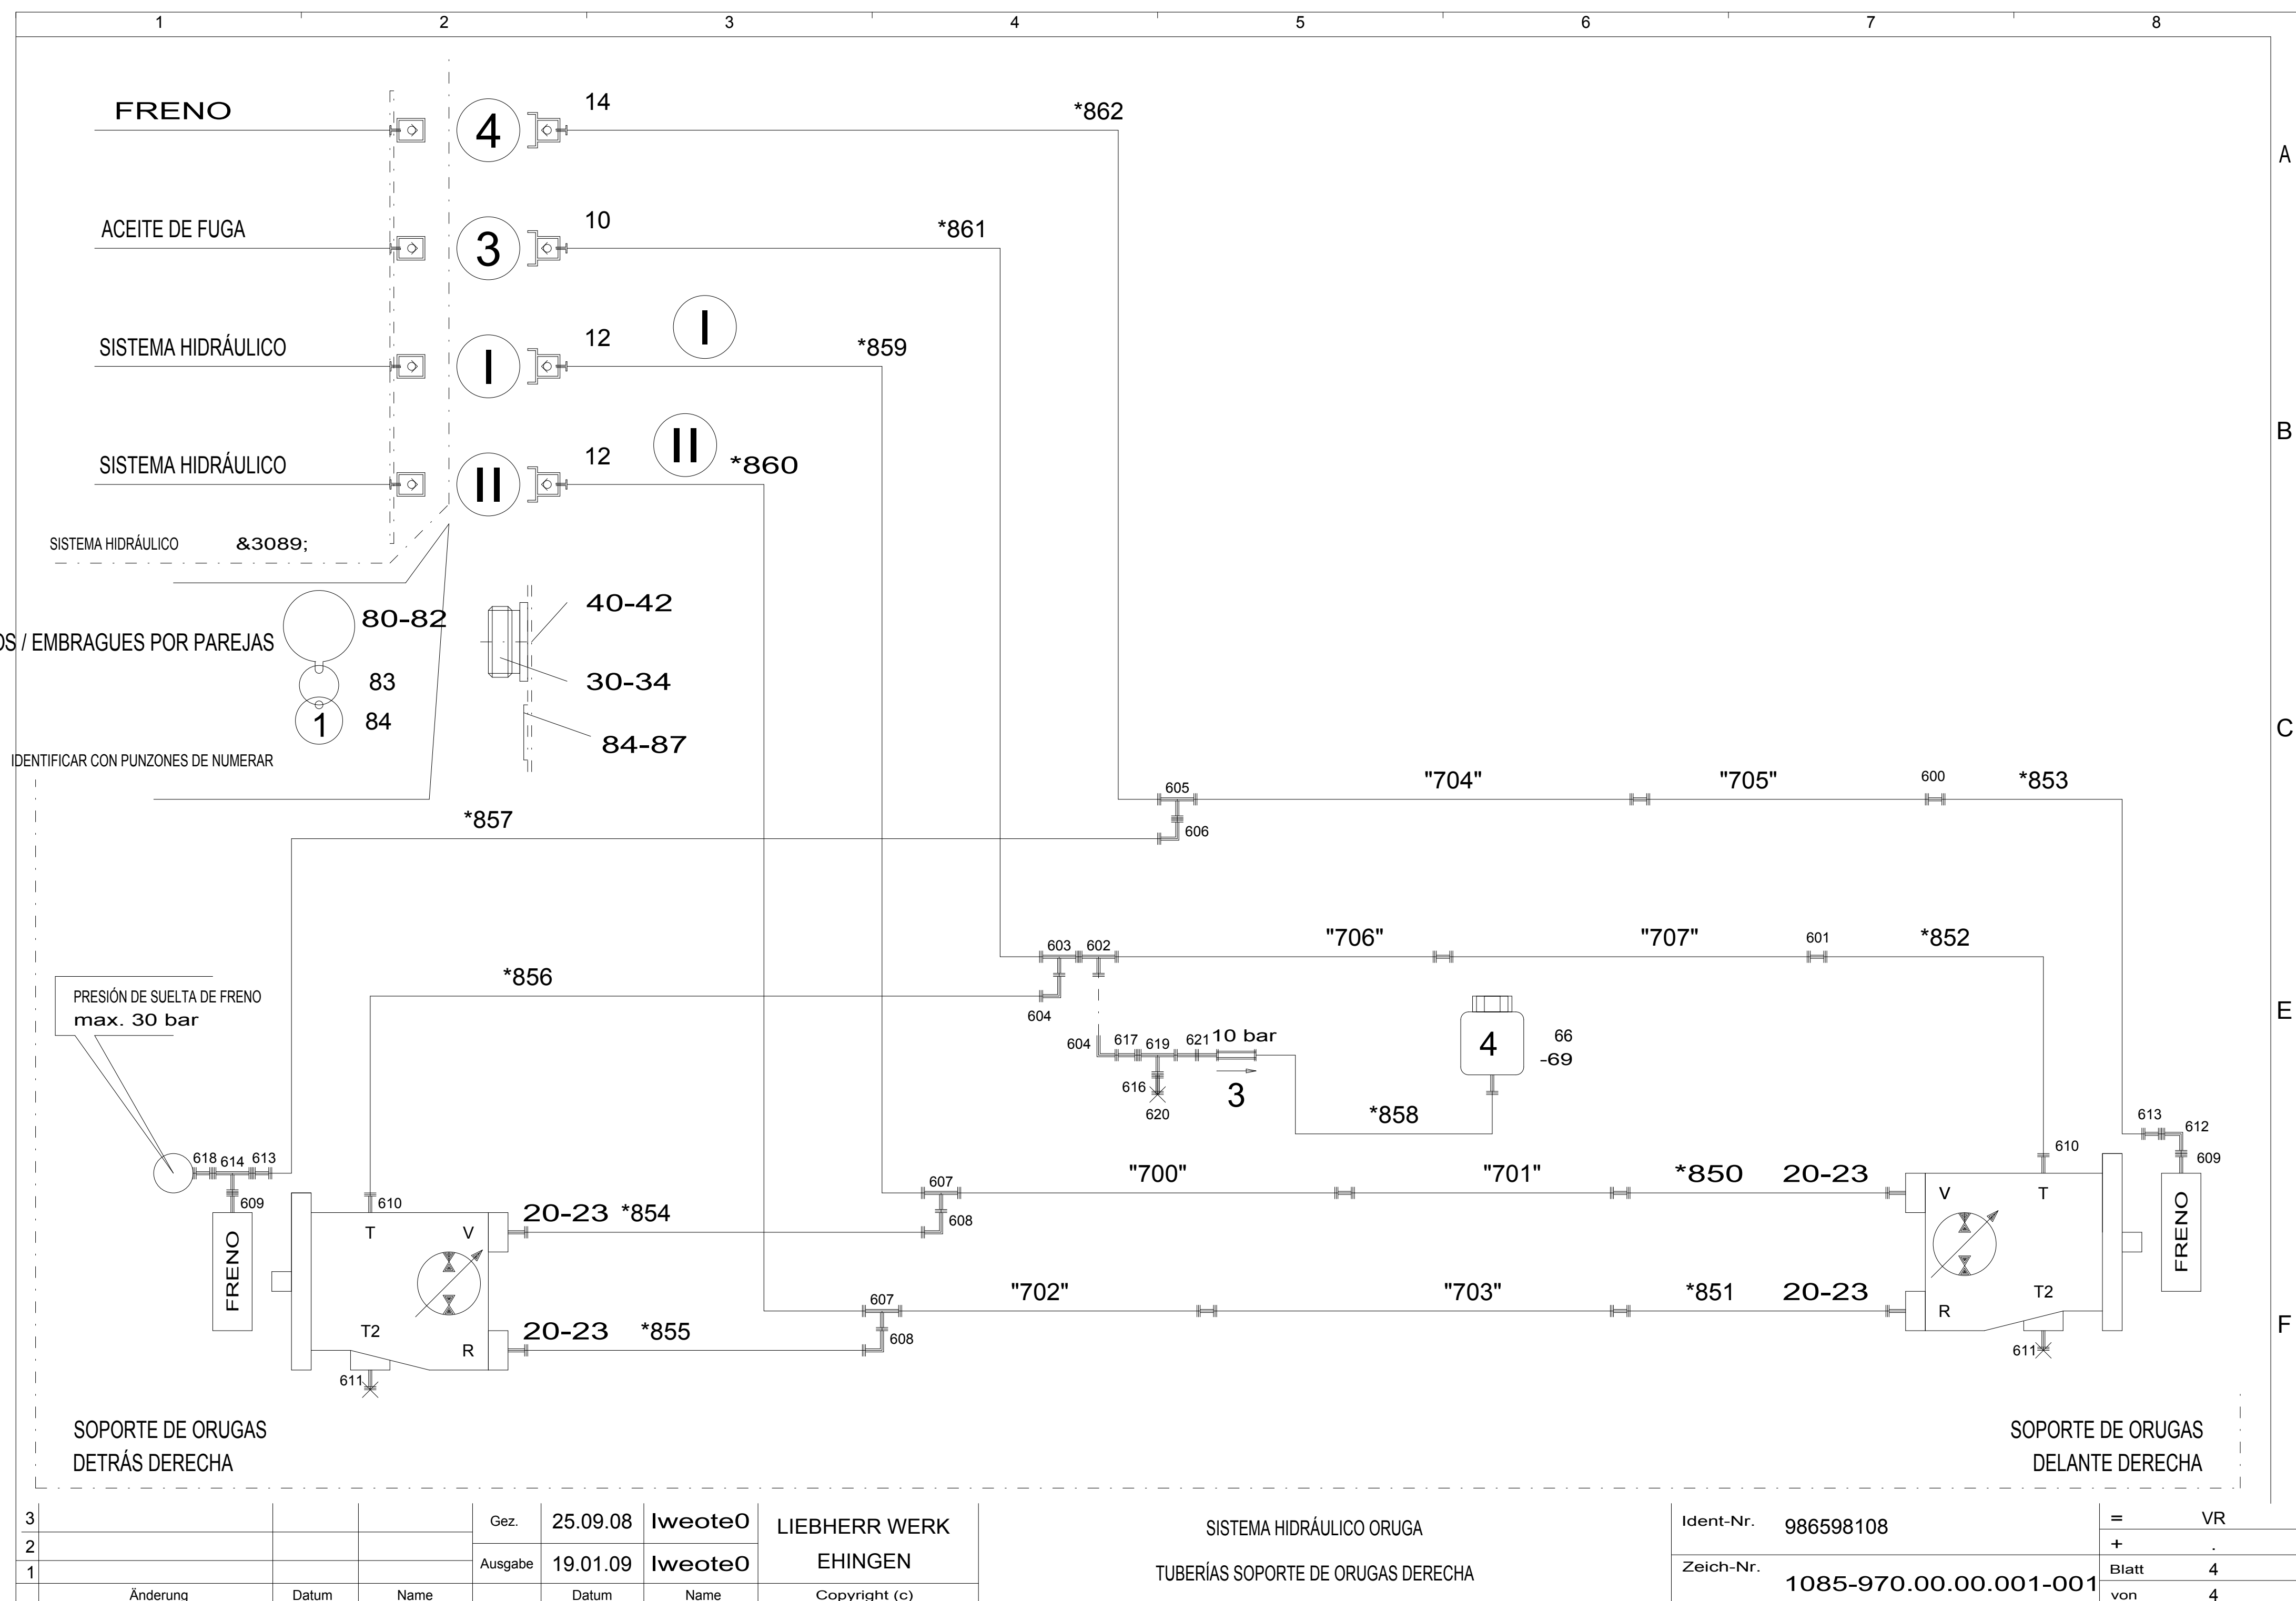 1 2 3 4 5 6 7 8
FRENO
4
14
*862
A
ACEITE DE FUGA
3
10
*861
SISTEMA HIDRÁULICO
I
12
I
*859
B
SISTEMA HIDRÁULICO
II
12
II
*860
SISTEMA HIDRÁULICO &3089;
80-82
OS / EMBRAGUES POR PAREJAS
83
1
84
40-42
30-34
84-87
C
IDENTIFICAR CON PUNZONES DE NUMERAR
605
"704"
"705"
600
*853
*857
606
603
602
"706"
"707"
601
*852
*856
604
PRESIÓN DE SUELTA DE FRENO
max. 30 bar
E
604
617
619
621
10 bar
4
66
-69
616
620
3
*858
618
614
613
609
FRENO
610
T
V
T2
R
611
20-23 *854
20-23 *855
607
608
"700"
"701"
*850 20-23
607
608
"702"
"703"
*851 20-23
V
T
R
T2
610
611
613
612
609
FRENO
F
SOPORTE DE ORUGAS
DETRÁS DERECHA
SOPORTE DE ORUGAS
DELANTE DERECHA
3
2
1
Änderung
Datum
Name
Gez. 25.09.08 lweote0
Ausgabe 19.01.09 lweote0
Datum
Name
LIEBHERR WERK
EHINGEN
Copyright (c)
SISTEMA HIDRÁULICO ORUGA
TUBERÍAS SOPORTE DE ORUGAS DERECHA
Ident-Nr. 986598108
Zeich-Nr. 1085-970.00.00.001-001
= VR
+ .
Blatt 4
von 4